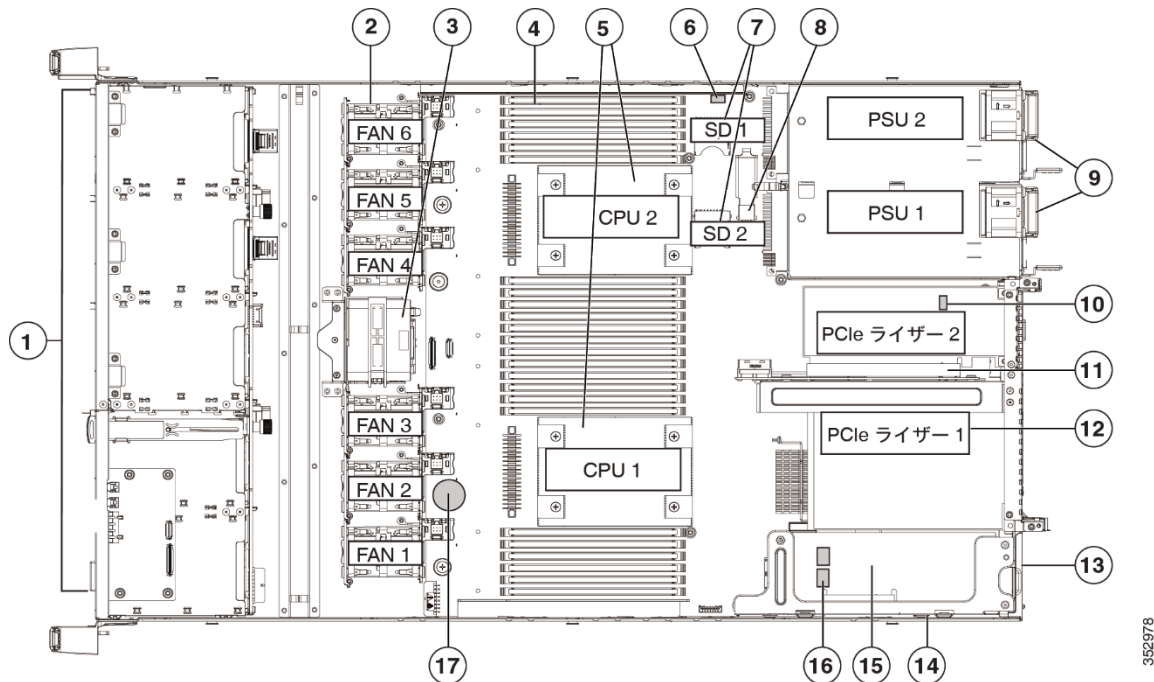 2
3
4
5
6
7
8
FAN 6
SD 1
PSU 2
FAN 5
9
CPU 2
PSU 1
SD 2
FAN 4
10
1
PCIe ライザー 2
11
FAN 3
PCIe ライザー 1
12
CPU 1
FAN 2
FAN 1
13
17
16
15
14
352978